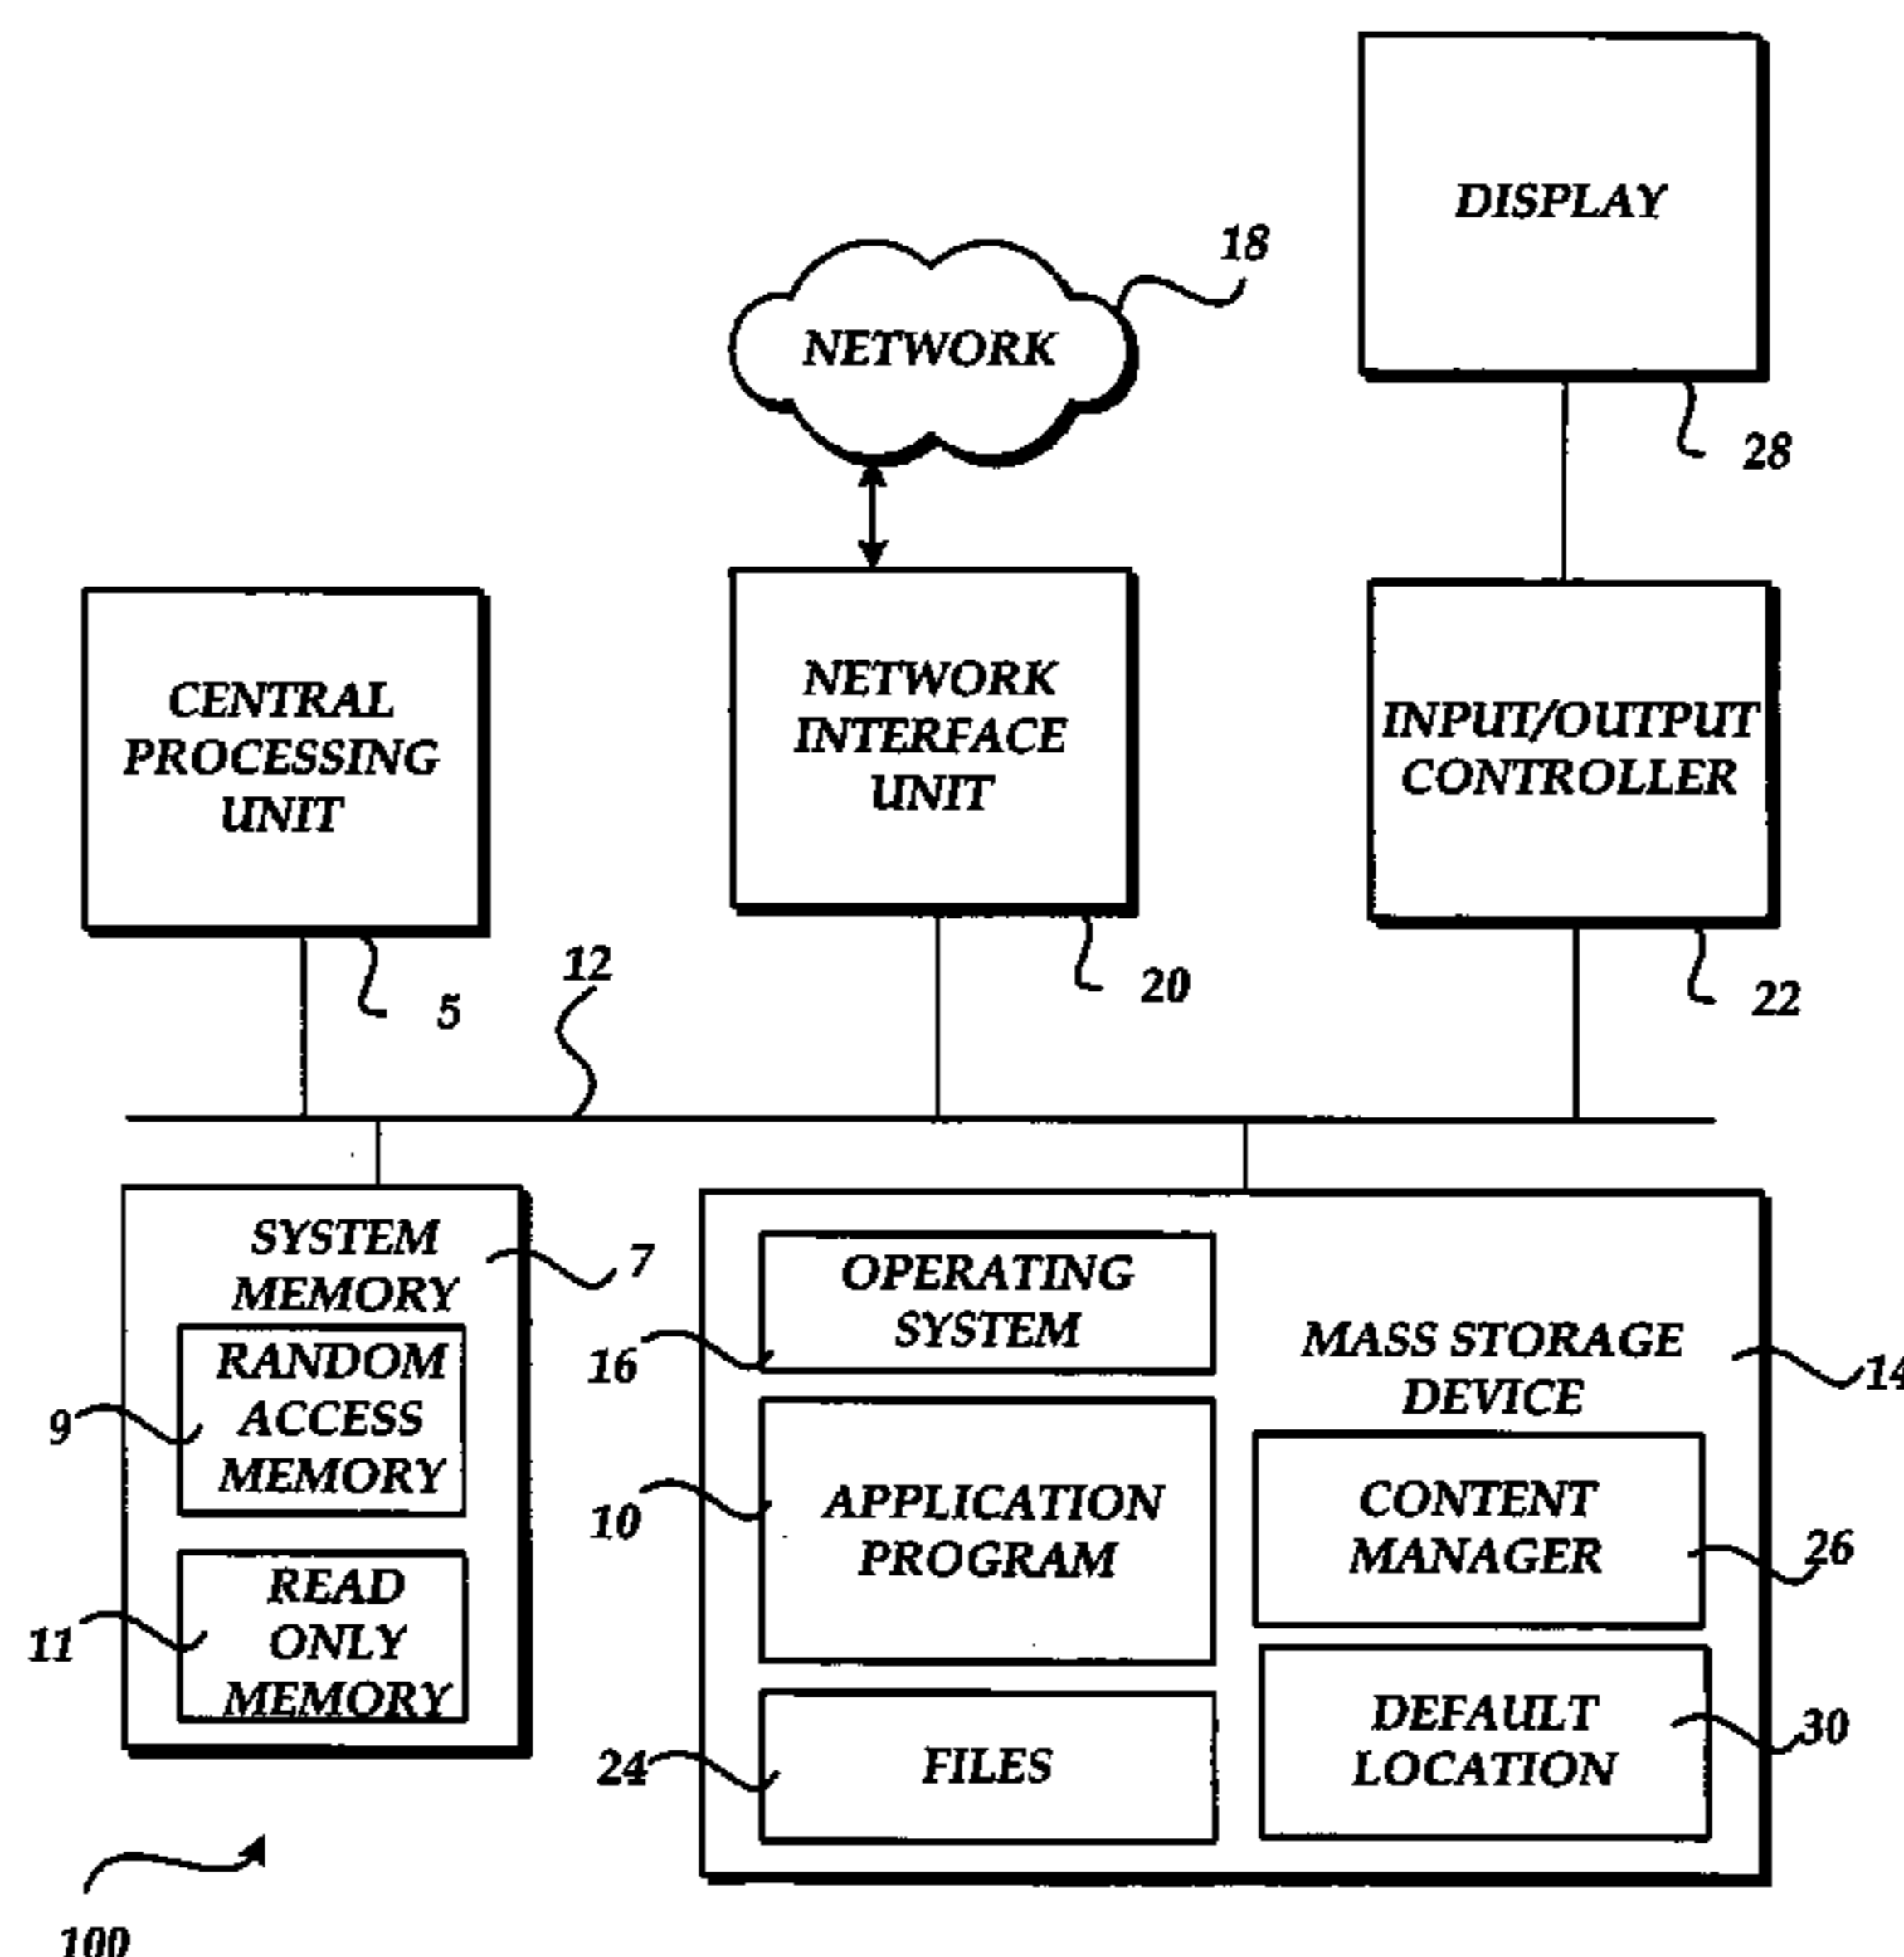 DISPLAY
28
18
NETWORK
CENTRAL
PROCESSING
UNIT
5
NETWORK
INTERFACE
UNIT
20
INPUT/OUTPUT
CONTROLLER
22
12
SYSTEM
MEMORY
7
RANDOM
ACCESS
MEMORY
9
READ
ONLY
MEMORY
11
OPERATING
SYSTEM
16
MASS STORAGE
DEVICE
14
APPLICATION
PROGRAM
10
CONTENT
MANAGER
26
FILES
24
DEFAULT
LOCATION
30
100